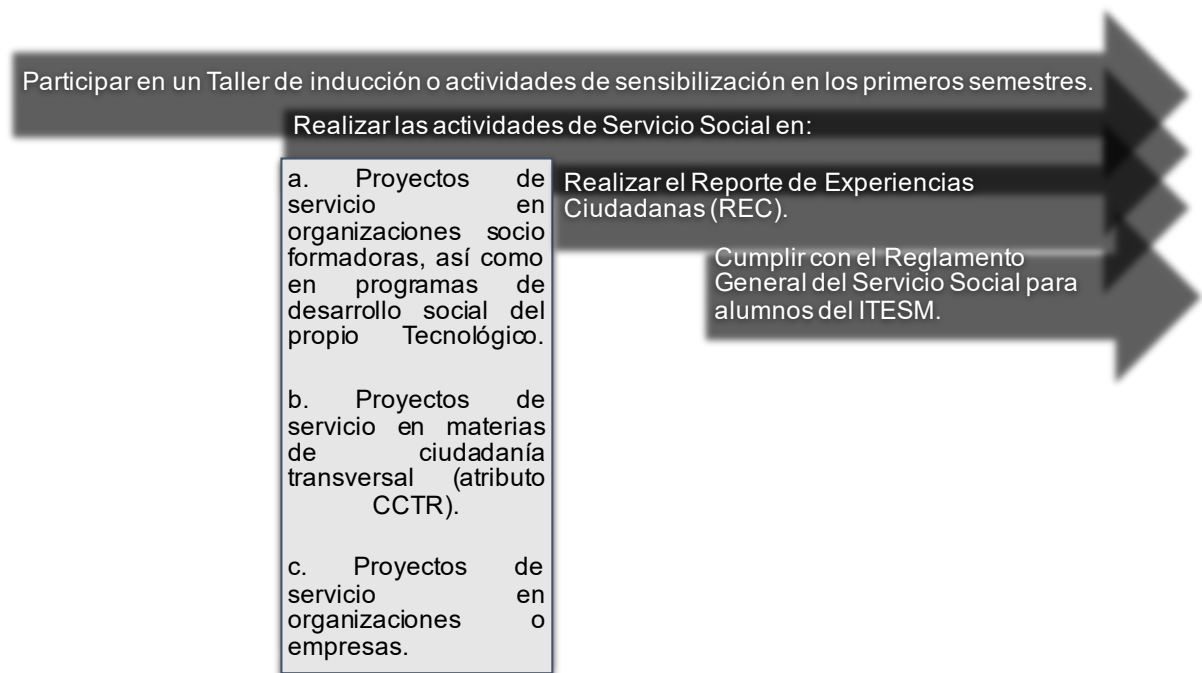 Participar en un Taller de inducción o actividades de sensibilización en los primeros semestres.
Realizar las actividades de Servicio Social en:
a. Proyectos de
servicio en
organizaciones socio
formadoras, así como
en programas de
desarrollo social del
propio Tecnológico.
b. Proyectos de
servicio en materias
de ciudadanía
transversal (atributo
CCTR).
c. Proyectos de
servicio en
organizaciones o
empresas.
Realizar el Reporte de Experiencias
Ciudadanas (REC).
Cumplir con el Reglamento
General del Servicio Social para
alumnos del ITESM.